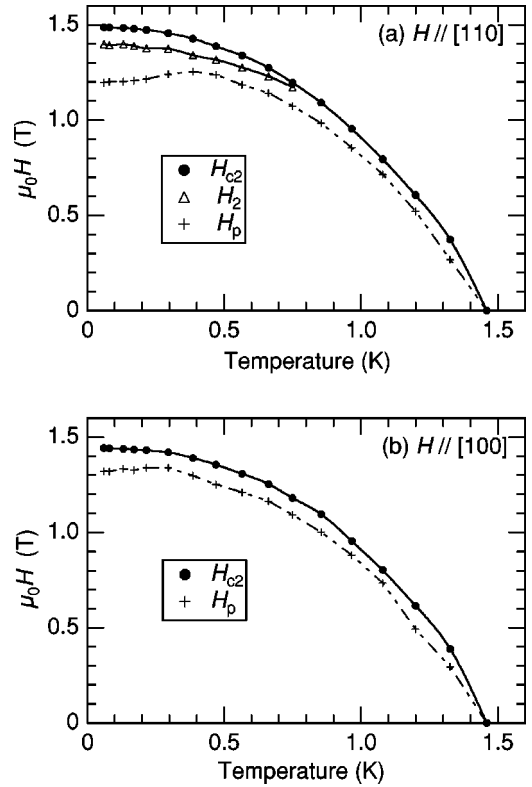 1.5
1.0
0.5
0
μ₀H (T)
(a) H // [110]
Hc2
H2
Hp
0
0.5
1.0
1.5
Temperature (K)
1.5
1.0
0.5
0
μ₀H (T)
(b) H // [100]
Hc2
Hp
0
0.5
1.0
1.5
Temperature (K)